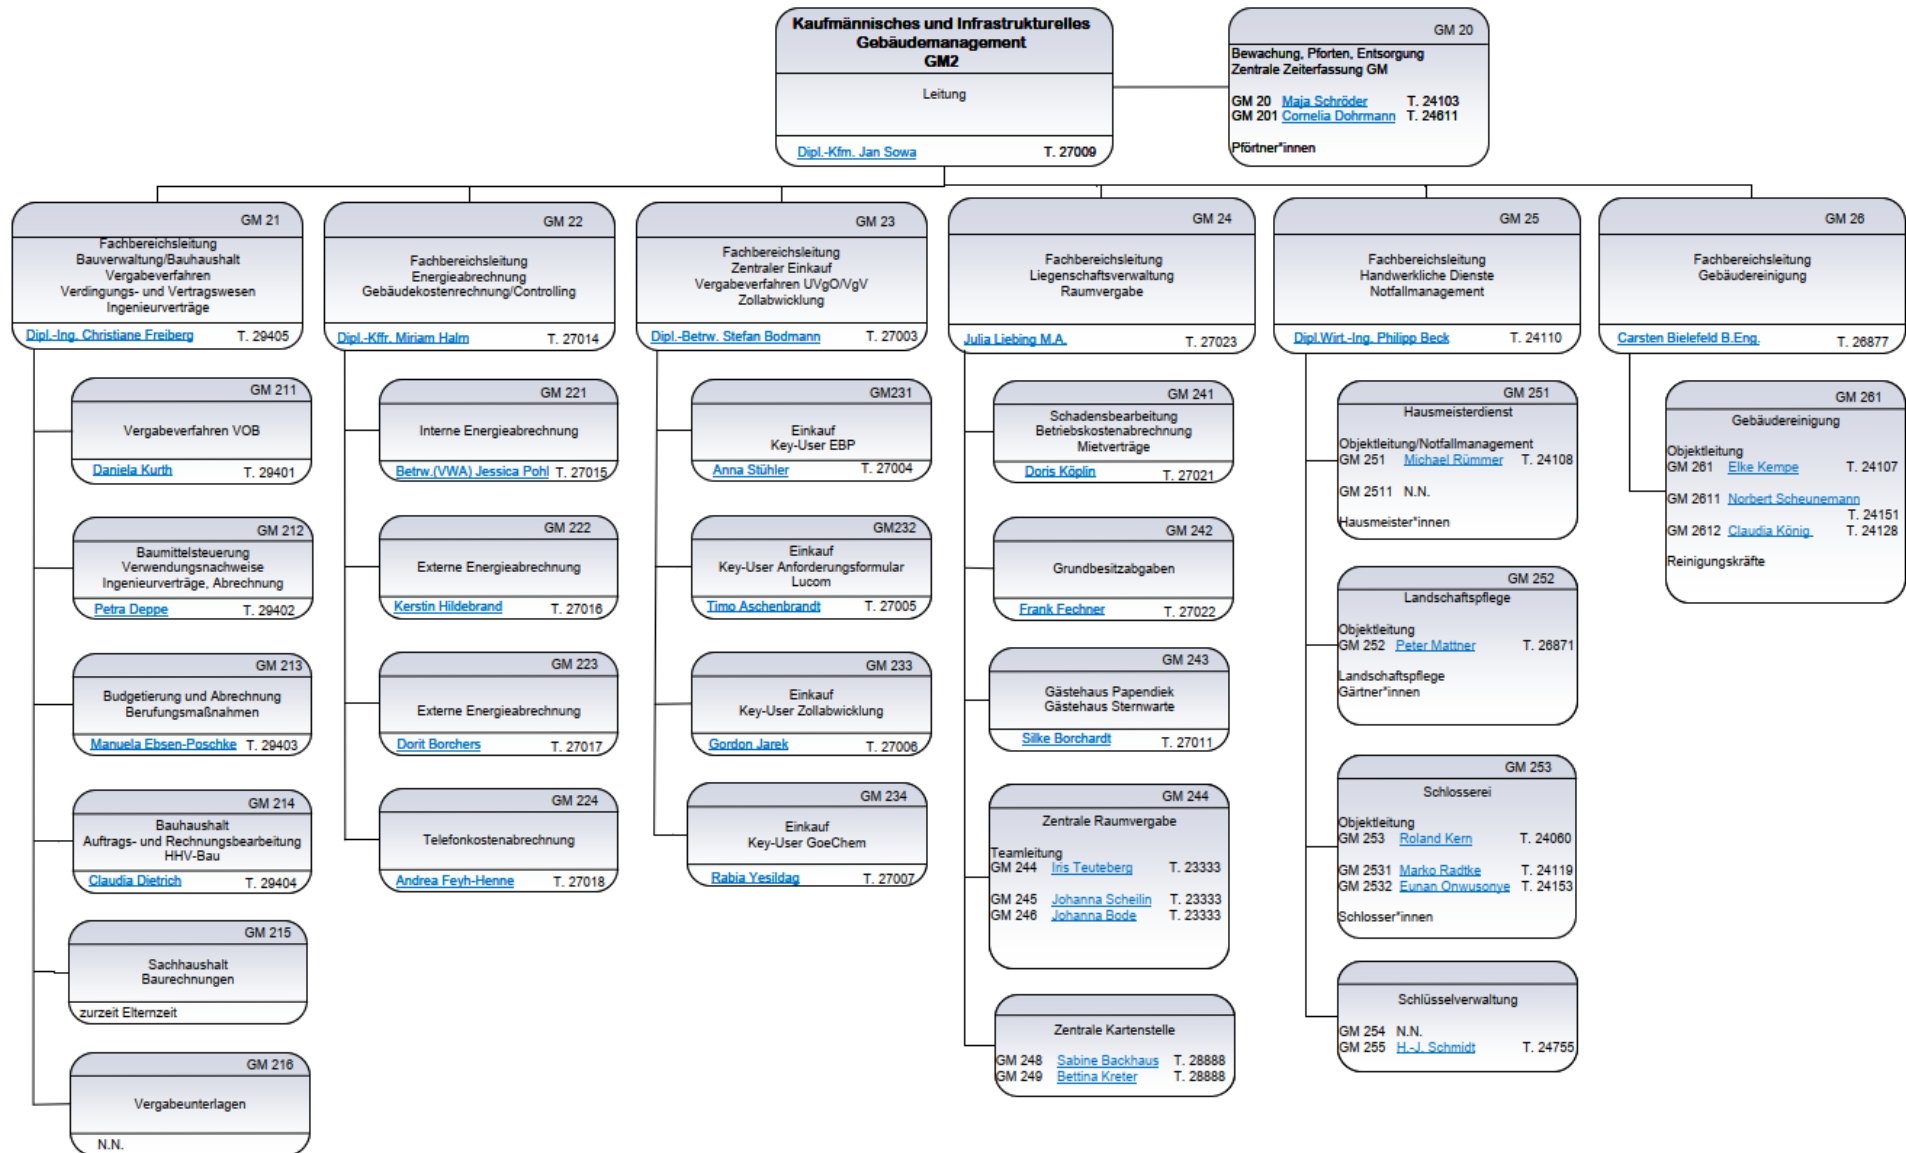 Kaufmännisches und Infrastrukturelles
Gebäudemanagement
GM2
Leitung
Dipl.-Kfm. Jan Sowa T. 27009
GM 20
Bewachung, Pforten, Entsorgung
Zentrale Zeiterfassung GM
GM 20 Maja Schröder T. 24103
GM 201 Cornelia Dohrmann T. 24611
Pförtner*innen
GM 21
Fachbereichsleitung
Bauverwaltung/Bauhaushalt
Vergabeverfahren
Verdingungs- und Vertragswesen
Ingenieurverträge
Dipl.-Ing. Christiane Freiberg T. 29405
GM 211
Vergabeverfahren VOB
Daniela Kurth T. 29401
GM 212
Baumittelsteuerung
Verwendungsnachweise
Ingenieurverträge, Abrechnung
Petra Deppe T. 29402
GM 213
Budgetierung und Abrechnung
Berufungsmaßnahmen
Manuela Ebsen-Poschke T. 29403
GM 214
Bauhaushalt
Auftrags- und Rechnungsbearbeitung
HHV-Bau
Claudia Dietrich T. 29404
GM 215
Sachhaushalt
Baurechnungen
zurzeit Elternzeit
GM 216
Vergabeunterlagen
N.N.
GM 22
Fachbereichsleitung
Energieabrechnung
Gebäudekostenrechnung/Controlling
Dipl.-Kffr. Miriam Halm T. 27014
GM 221
Interne Energieabrechnung
Betrw.(VWA) Jessica Pohl T. 27015
GM 222
Externe Energieabrechnung
Kerstin Hildebrand T. 27016
GM 223
Externe Energieabrechnung
Dorit Borchers T. 27017
GM 224
Telefonkostenabrechnung
Andrea Feyh-Henne T. 27018
GM 23
Fachbereichsleitung
Zentraler Einkauf
Vergabeverfahren UVgO/VgV
Zollabwicklung
Dipl.-Betrw. Stefan Bodmann T. 27003
GM231
Einkauf
Key-User EBP
Anna Stühler T. 27004
GM232
Einkauf
Key-User Anforderungsformular
Lucom
Timo Aschenbrandt T. 27005
GM 233
Einkauf
Key-User Zollabwicklung
Gordon Jarek T. 27006
GM 234
Einkauf
Key-User GoeChem
Rabia Yesildag T. 27007
GM 24
Fachbereichsleitung
Liegenschaftsverwaltung
Raumvergabe
Julia Liebing M.A. T. 27023
GM 241
Schadensbearbeitung
Betriebskostenabrechnung
Mietverträge
Doris Köplin T. 27021
GM 242
Grundbesitzabgaben
Frank Fechner T. 27022
GM 243
Gästehaus Papendiek
Gästehaus Sternwarte
Silke Borchardt T. 27011
GM 244
Zentrale Raumvergabe
Teamleitung
GM 244 Iris Teuteberg T. 23333
GM 245 Johanna Scheilin T. 23333
GM 246 Johanna Bode T. 23333
Zentrale Kartenstelle
GM 248 Sabine Backhaus T. 28888
GM 249 Bettina Kreter T. 28888
GM 25
Fachbereichsleitung
Handwerkliche Dienste
Notfallmanagement
Dipl.Wirt.-Ing. Philipp Beck T. 24110
GM 251
Hausmeisterdienst
Objektleitung/Notfallmanagement
GM 251 Michael Rümmer T. 24108
GM 2511 N.N.
Hausmeister*innen
GM 252
Landschaftspflege
Objektleitung
GM 252 Peter Mattner T. 26871
Landschaftspflege
Gärtner*innen
GM 253
Schlosserei
Objektleitung
GM 253 Roland Kern T. 24060
GM 2531 Marko Radtke T. 24119
GM 2532 Eunan Onwusonye T. 24153
Schlosser*innen
Schlüsselverwaltung
GM 254 N.N.
GM 255 H.-J. Schmidt T. 24755
GM 26
Fachbereichsleitung
Gebäudereinigung
Carsten Bielefeld B.Eng. T. 26877
GM 261
Gebäudereinigung
Objektleitung
GM 261 Elke Kempe T. 24107
GM 2611 Norbert Scheunemann
T. 24151
GM 2612 Claudia König. T. 24128
Reinigungskräfte